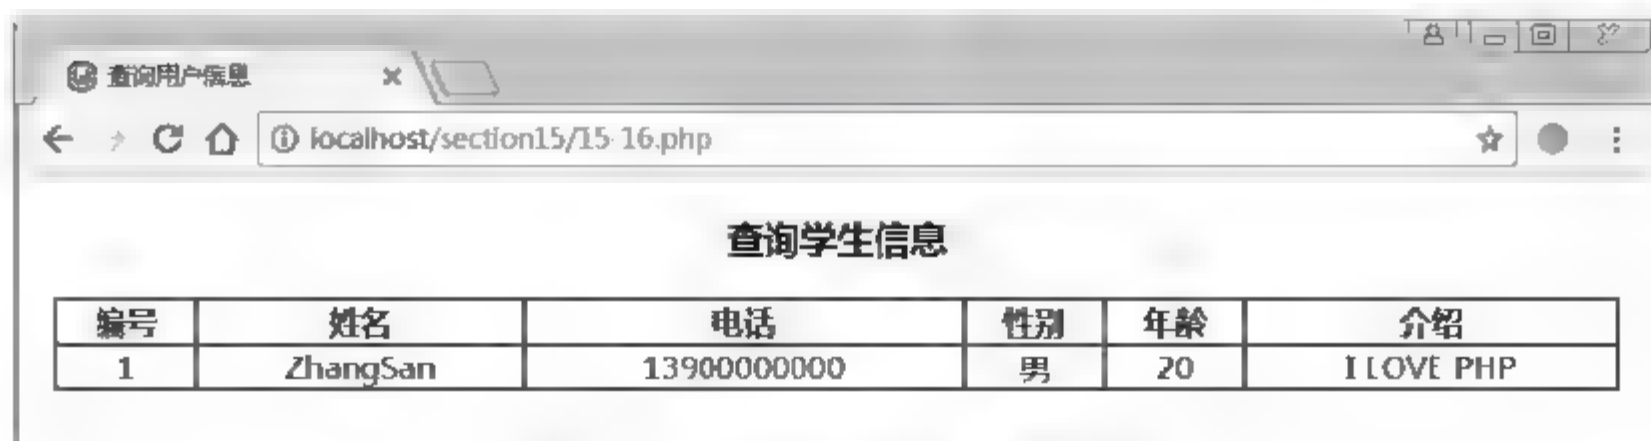 查询用户信息
localhost/section15/15-16.php
查询学生信息
编号 姓名 电话 性别 年龄 介绍
1 ZhangSan 13900000000 男 20 I LOVE PHP